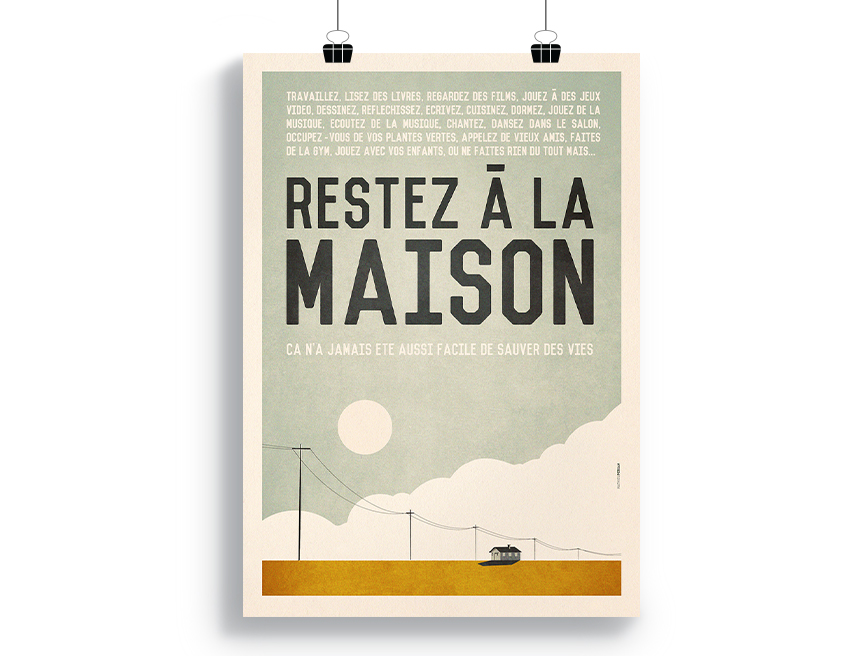 TRAVAILLEZ, LISEZ DES LIVRES, REGARDEZ DES FILMS, JOUEZ Ā DES JEUX
VIDEO, DESSINEZ, REFLECHISSEZ, ECRIVEZ, CUISINEZ, DORMEZ, JOUEZ DE LA
MUSIQUE, ECOUTEZ DE LA MUSIQUE, CHANTEZ, DANSEZ DANS LE SALON,
OCCUPEZ-VOUS DE VOS PLANTES VERTES, APPELEZ DE VIEUX AMIS, FAITES
DE LA GYM, JOUEZ AVEC VOS ENFANTS, OU NE FAITES RIEN DU TOUT MAIS...
RESTEZ Ā LA
MAISON
CA N'A JAMAIS ETE AUSSI FACILE DE SAUVER DES VIES